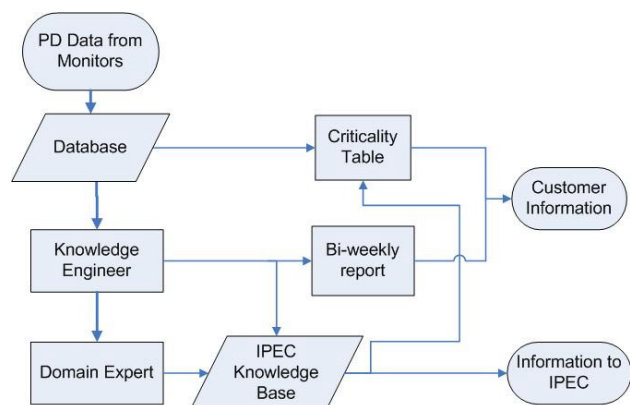 PD Data from
Monitors
Database
Criticality
Table
Customer
Information
Knowledge
Engineer
Bi-weekly
report
Domain Expert
IPEC
Knowledge
Base
Information to
IPEC